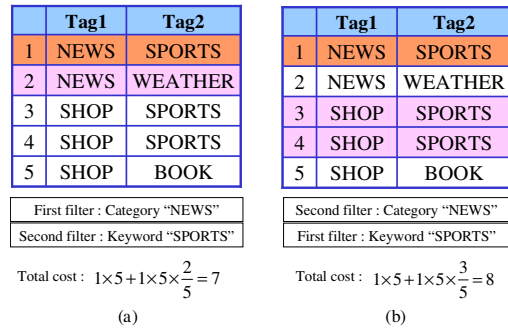 Tag1 Tag2
1 NEWS SPORTS
2 NEWS WEATHER
3 SHOP SPORTS
4 SHOP SPORTS
5 SHOP BOOK
First filter : Category “NEWS”
Second filter : Keyword “SPORTS”
Total cost : 1×5+1×5×2/5=7
(a)
Tag1 Tag2
1 NEWS SPORTS
2 NEWS WEATHER
3 SHOP SPORTS
4 SHOP SPORTS
5 SHOP BOOK
Second filter : Category “NEWS”
First filter : Keyword “SPORTS”
Total cost : 1×5+1×5×3/5=8
(b)